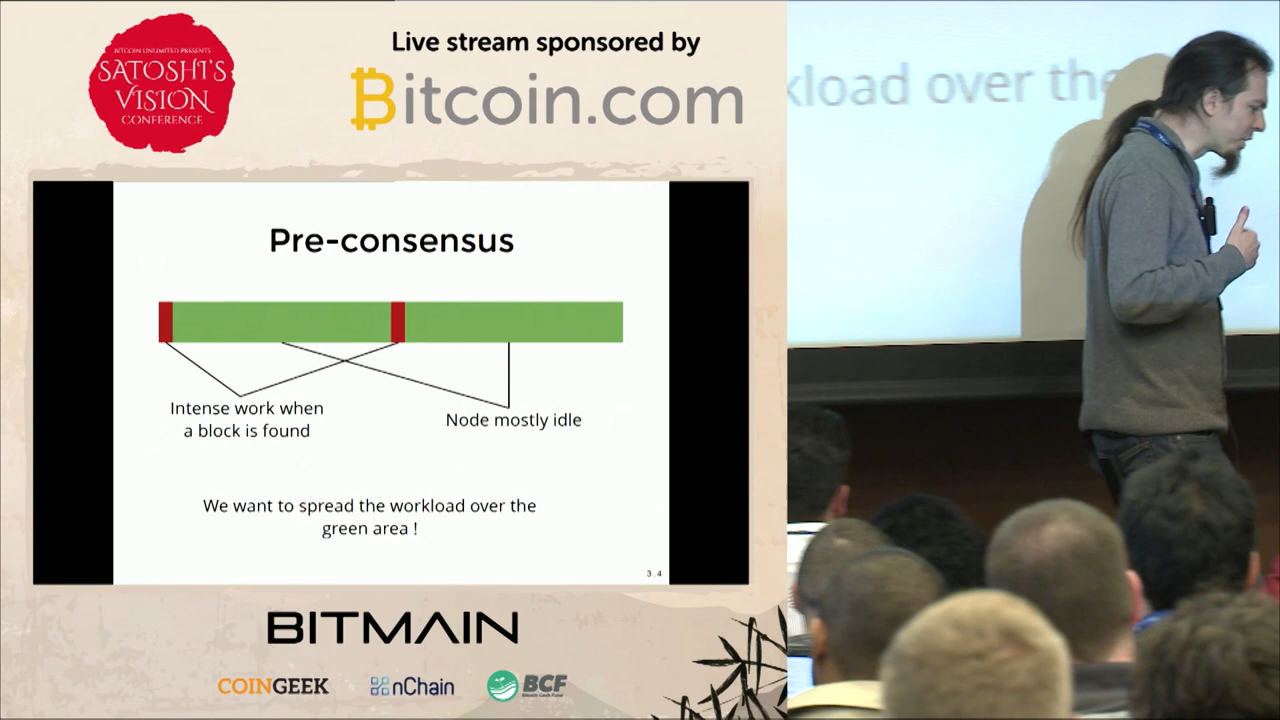 BITCOIN UNLIMITED PRESENTS
SATOSHI'S
VISION
CONFERENCE
Live stream sponsored by
Bitcoin.com
kload over the
Pre-consensus
Intense work when
a block is found
Node mostly idle
We want to spread the workload over the
green area !
3.4
BITMAIN
COINGEEK
nChain
BCF